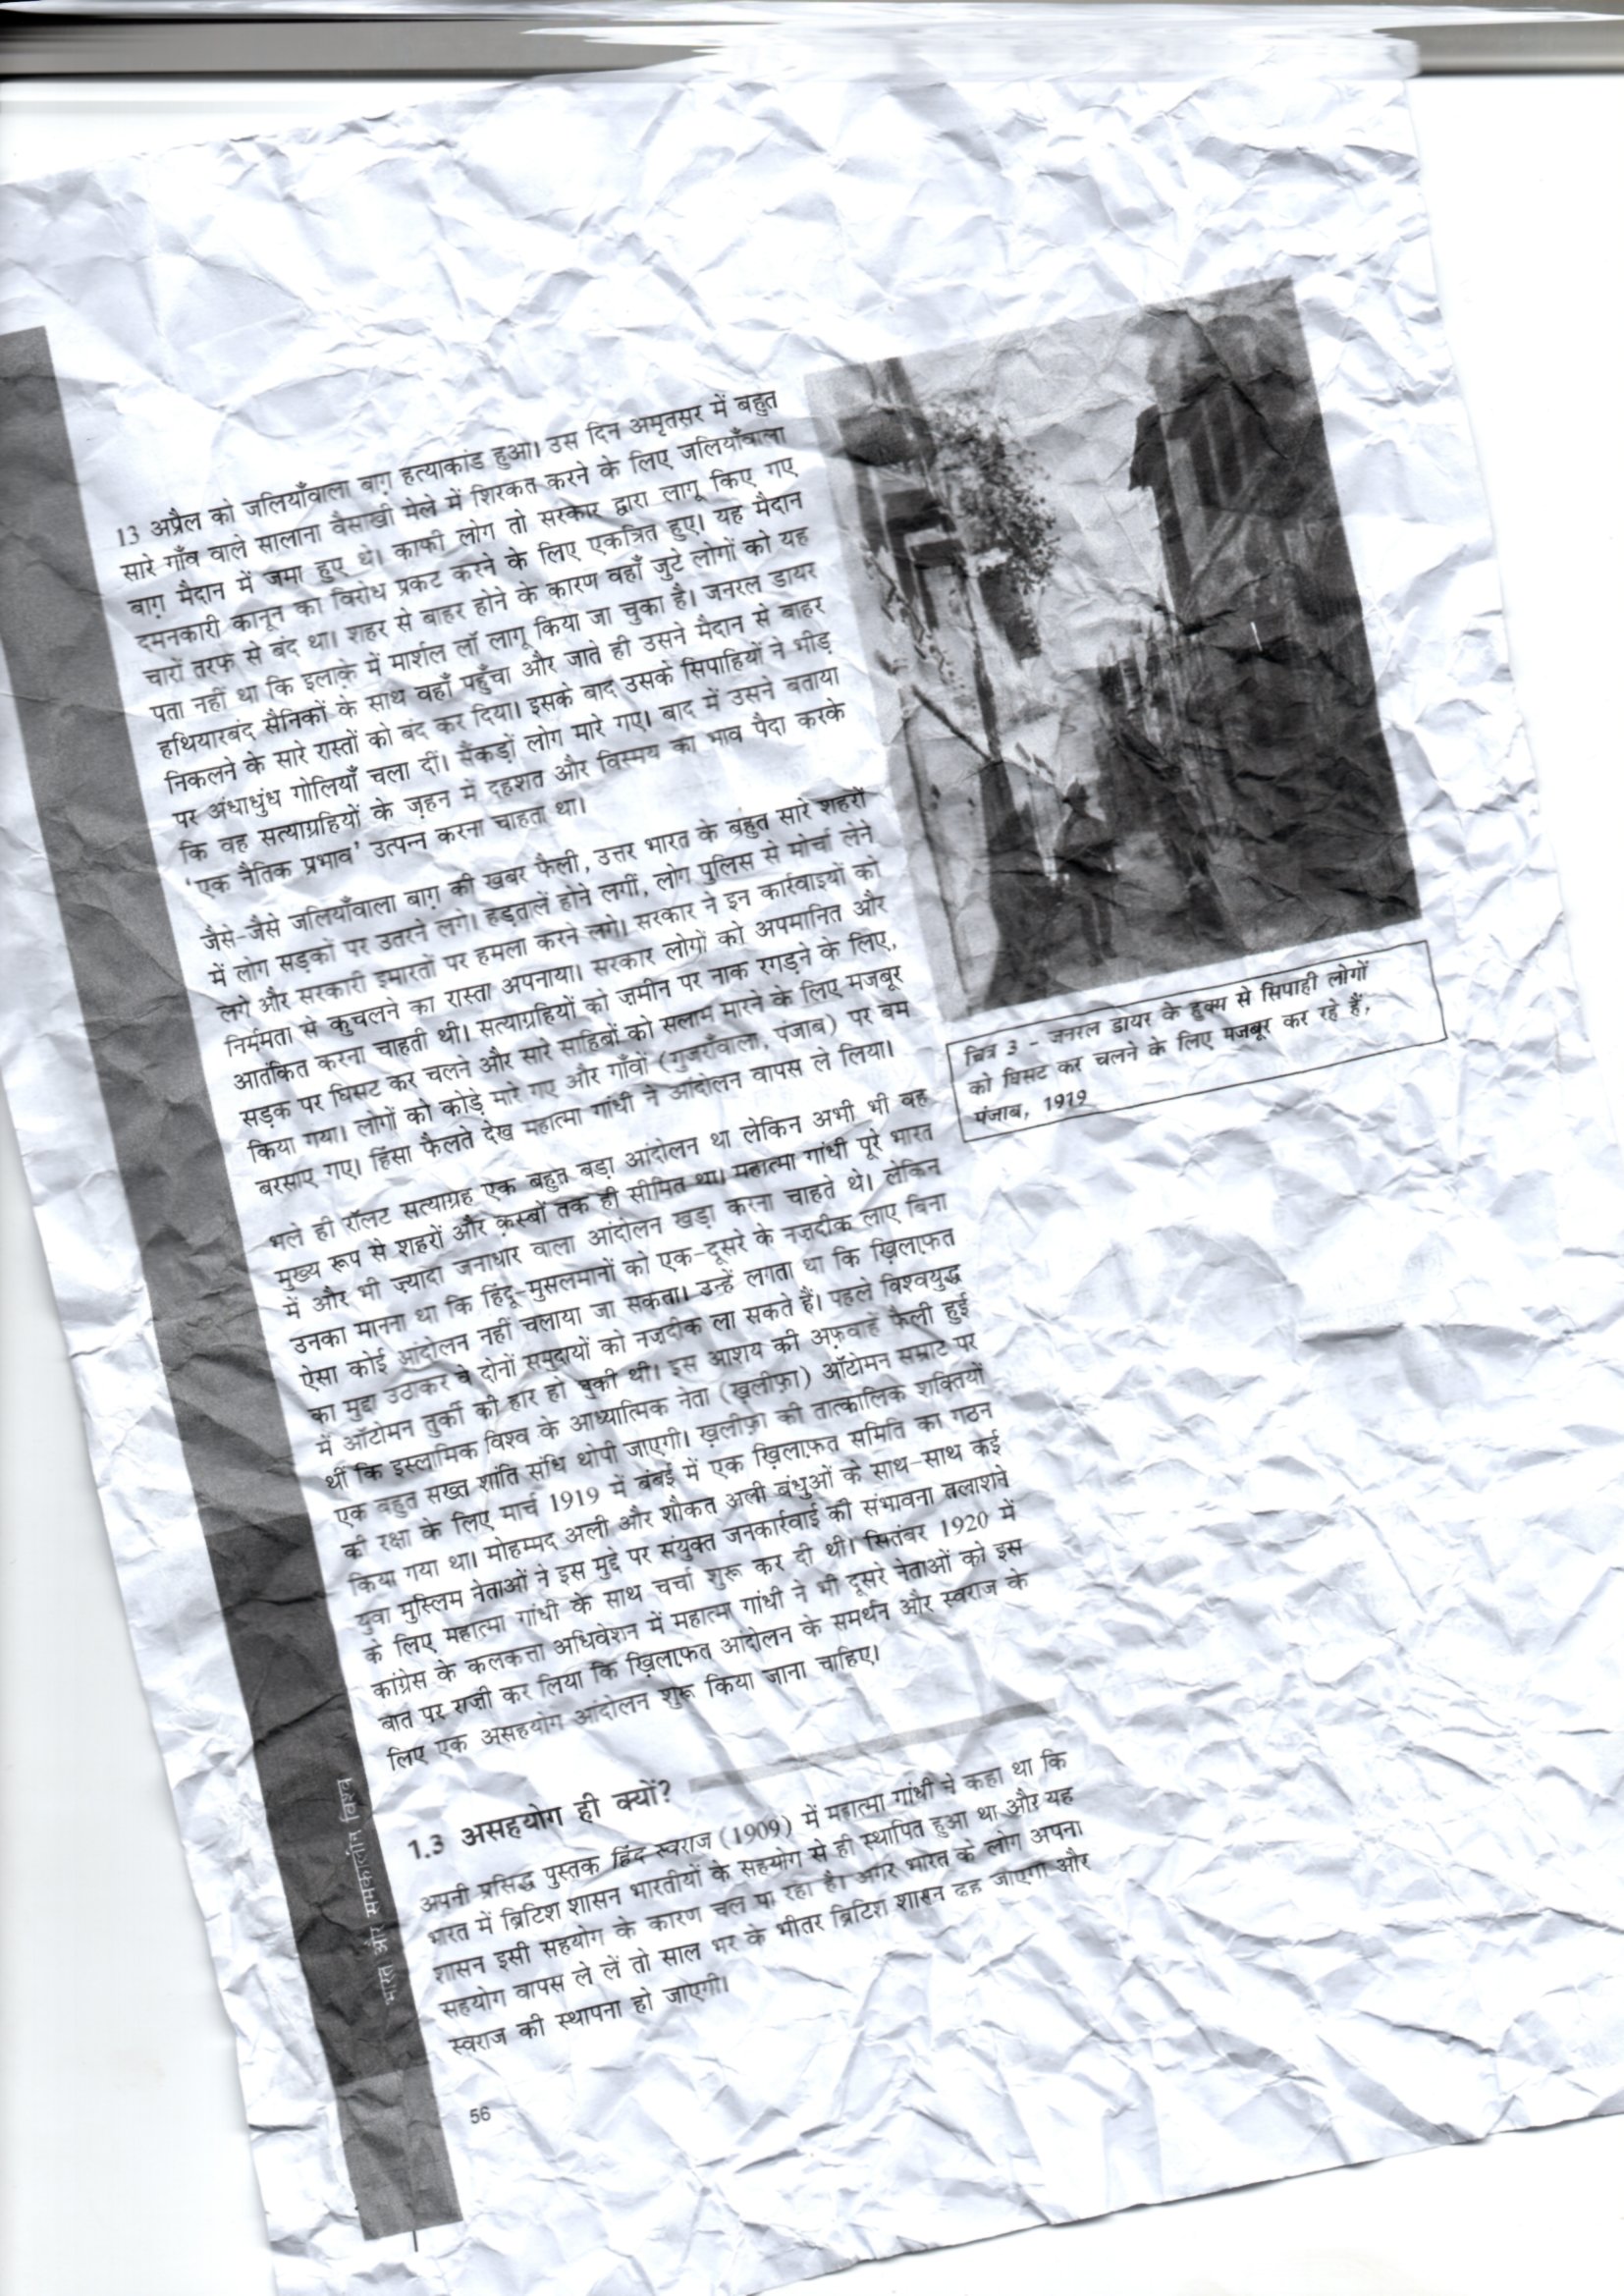 13 अप्रैल को जलियाँवाला बाग़ हत्याकांड हुआ। उस दिन अमृतसर में बहुत
सारे गाँव वाले सालाना वैसाखी मेले में शिरकत करने के लिए जलियाँवाला
बाग़ मैदान में जमा हुए थे। काफी लोग तो सरकार द्वारा लागू किए गए
दमनकारी कानून का विरोध प्रकट करने के लिए एकत्रित हुए। यह मैदान
चारों तरफ से बंद था। शहर से बाहर होने के कारण वहाँ जुटे लोगों को यह
पता नहीं था कि इलाक़े में मार्शल लॉ लागू किया जा चुका है। जनरल डायर
हथियारबंद सैनिकों के साथ वहाँ पहुँचा और जाते ही उसने मैदान से बाहर
निकलने के सारे रास्तों को बंद कर दिया। इसके बाद उसके सिपाहियों ने भीड़
पर अंधाधुंध गोलियाँ चला दीं। सैंकड़ों लोग मारे गए। बाद में उसने बताया
कि वह सत्याग्रहियों के ज़हन में दहशत और विस्मय का भाव पैदा करके
'एक नैतिक प्रभाव' उत्पन्न करना चाहता था।
जैसे-जैसे जलियाँवाला बाग़ की खबर फैली, उत्तर भारत के बहुत सारे शहरों
में लोग सड़कों पर उतरने लगे। हड़तालें होने लगीं, लोग पुलिस से मोर्चा लेने
लगे और सरकारी इमारतों पर हमला करने लगे। सरकार ने इन कार्रवाइयों को
निर्ममता से कुचलने का रास्ता अपनाया। सरकार लोगों को अपमानित और
आतंकित करना चाहती थी। सत्याग्रहियों को ज़मीन पर नाक रगड़ने के लिए,
सड़क पर घिसट कर चलने और सारे साहिबों को सलाम मारने के लिए मजबूर
किया गया। लोगों को कोड़े मारे गए और गाँवों (गुजराँवाला, पंजाब) पर बम
बरसाए गए। हिंसा फैलते देख महात्मा गांधी ने आंदोलन वापस ले लिया।
भले ही रॉलट सत्याग्रह एक बहुत बड़ा आंदोलन था लेकिन अभी भी वह
मुख्य रूप से शहरों और क़स्बों तक ही सीमित था। महात्मा गांधी पूरे भारत
में और भी ज़्यादा जनाधार वाला आंदोलन खड़ा करना चाहते थे। लेकिन
उनका मानना था कि हिंदू-मुसलमानों को एक-दूसरे के नज़दीक लाए बिना
ऐसा कोई आंदोलन नहीं चलाया जा सकता। उन्हें लगता था कि ख़िलाफ़त
का मुद्दा उठाकर वे दोनों समुदायों को नज़दीक ला सकते हैं। पहले विश्वयुद्ध
में ऑटोमन तुर्की की हार हो चुकी थी। इस आशय की अफ़वाहें फैली हुई
थीं कि इस्लामिक विश्व के आध्यात्मिक नेता (ख़लीफ़ा) ऑटोमन सम्राट पर
एक बहुत सख्त शांति संधि थोपी जाएगी। ख़लीफ़ा की तात्कालिक शक्तियों
की रक्षा के लिए मार्च 1919 में बंबई में एक ख़िलाफ़त समिति का गठन
किया गया था। मोहम्मद अली और शौकत अली बंधुओं के साथ-साथ कई
युवा मुस्लिम नेताओं ने इस मुद्दे पर संयुक्त जनकार्रवाई की संभावना तलाशने
के लिए महात्मा गांधी के साथ चर्चा शुरू कर दी थी। सितंबर 1920 में
कांग्रेस के कलकत्ता अधिवेशन में महात्मा गांधी ने भी दूसरे नेताओं को इस
बात पर राज़ी कर लिया कि ख़िलाफ़त आंदोलन के समर्थन और स्वराज के
लिए एक असहयोग आंदोलन शुरू किया जाना चाहिए।
1.3 असहयोग ही क्यों?
अपनी प्रसिद्ध पुस्तक हिंद स्वराज (1909) में महात्मा गांधी ने कहा था कि
भारत में ब्रिटिश शासन भारतीयों के सहयोग से ही स्थापित हुआ था और यह
शासन इसी सहयोग के कारण चल पा रहा है। अगर भारत के लोग अपना
सहयोग वापस ले लें तो साल भर के भीतर ब्रिटिश शासन ढह जाएगा और
स्वराज की स्थापना हो जाएगी।
चित्र 3 - जनरल डायर के हुक्म से सिपाही लोगों
को घिसट कर चलने के लिए मजबूर कर रहे हैं,
पंजाब, 1919
भारत और समकालीन विश्व
56